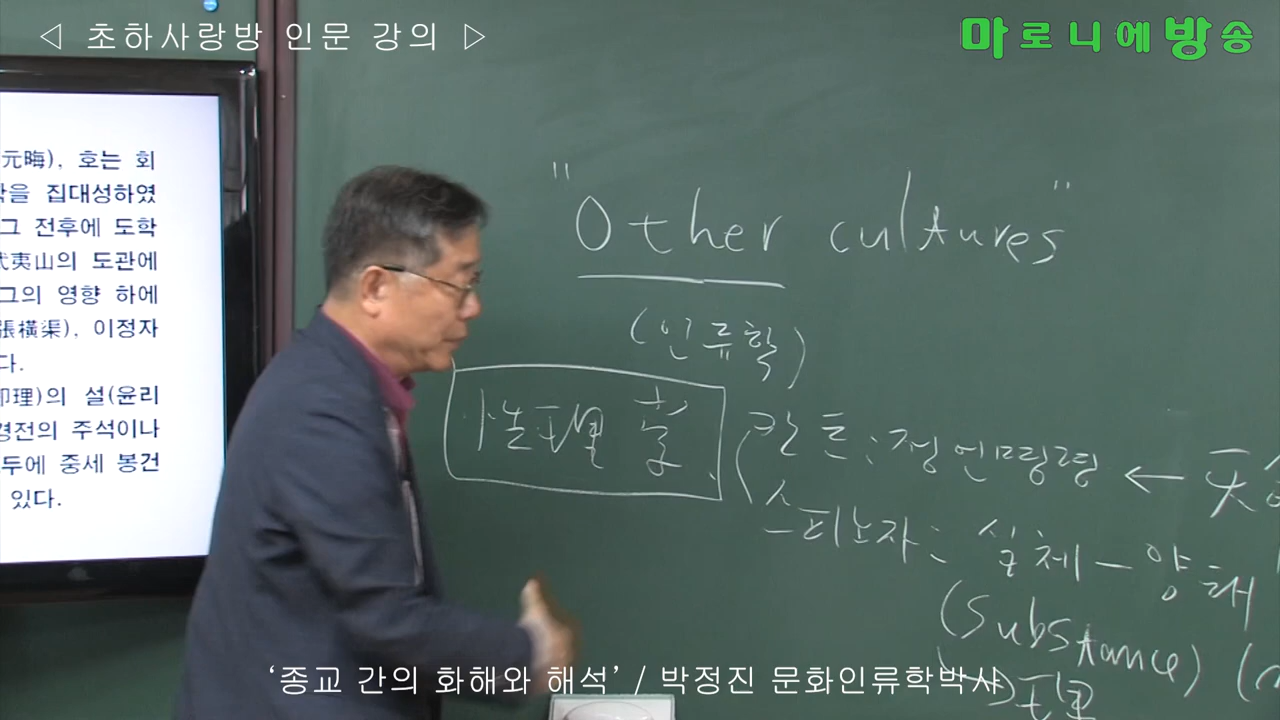 ◁ 초하사랑방 인문 강의 ▷
마로니에방송
元晦). 호는 회
을 집대성하였
그 전후에 도학
夷山의 도관에
그의 영향 하에
張橫渠), 이정자
다.
即理)의 설(윤리
경전의 주석이나
두에 중세 봉건
있다.
"Other cultures"
(인류학)
性理學
칸트: 정언명령 ←
스피노자: 실체 - 양태
(Substance) (
理
'종교 간의 화해와 해석' / 박정진 문화인류학박사